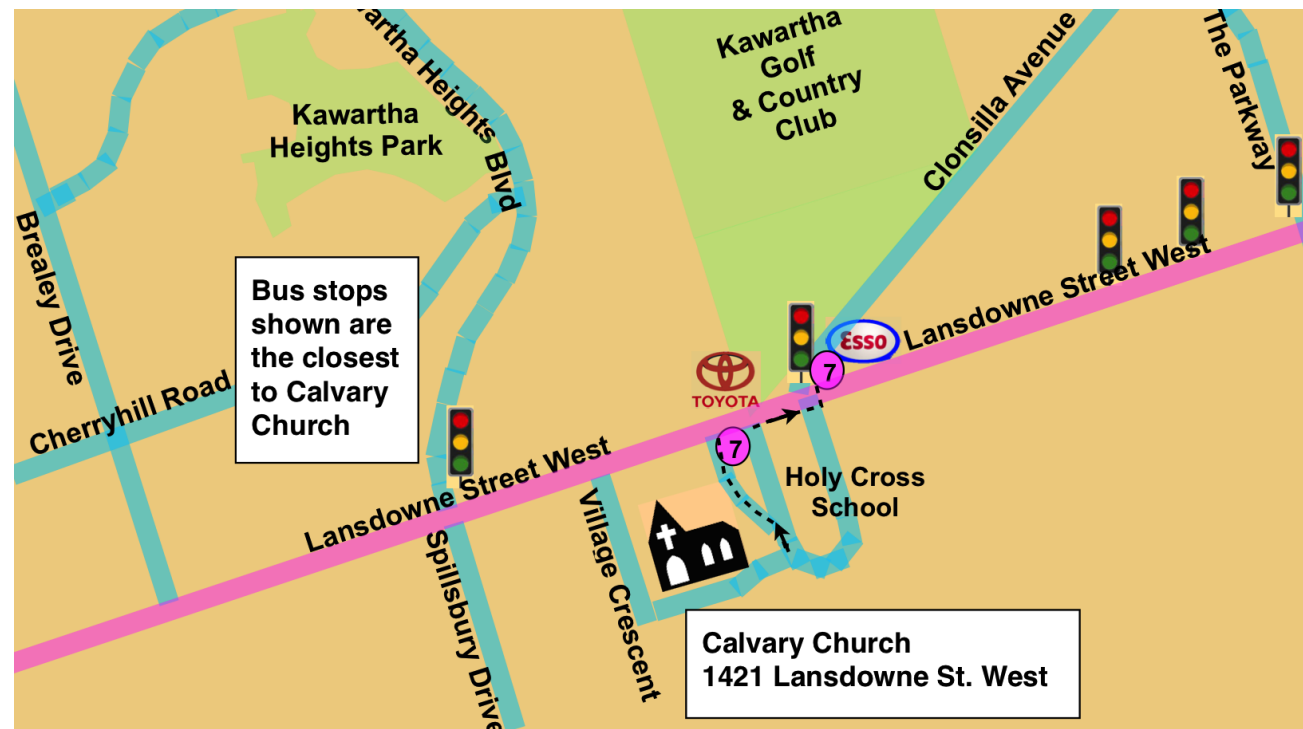 Kawartha
Golf
& Country
Club
Clonsilla Avenue
The Parkway
artha Heights Blvd
Kawartha
Heights Park
Brealey Drive
Bus stops
shown are
the closest
to Calvary
Church
Cherryhill Road
Lansdowne Street West
Esso
7
TOYOTA
7
Lansdowne Street West
Holy Cross
School
Village Crescent
Spillsbury Drive
Calvary Church
1421 Lansdowne St. West